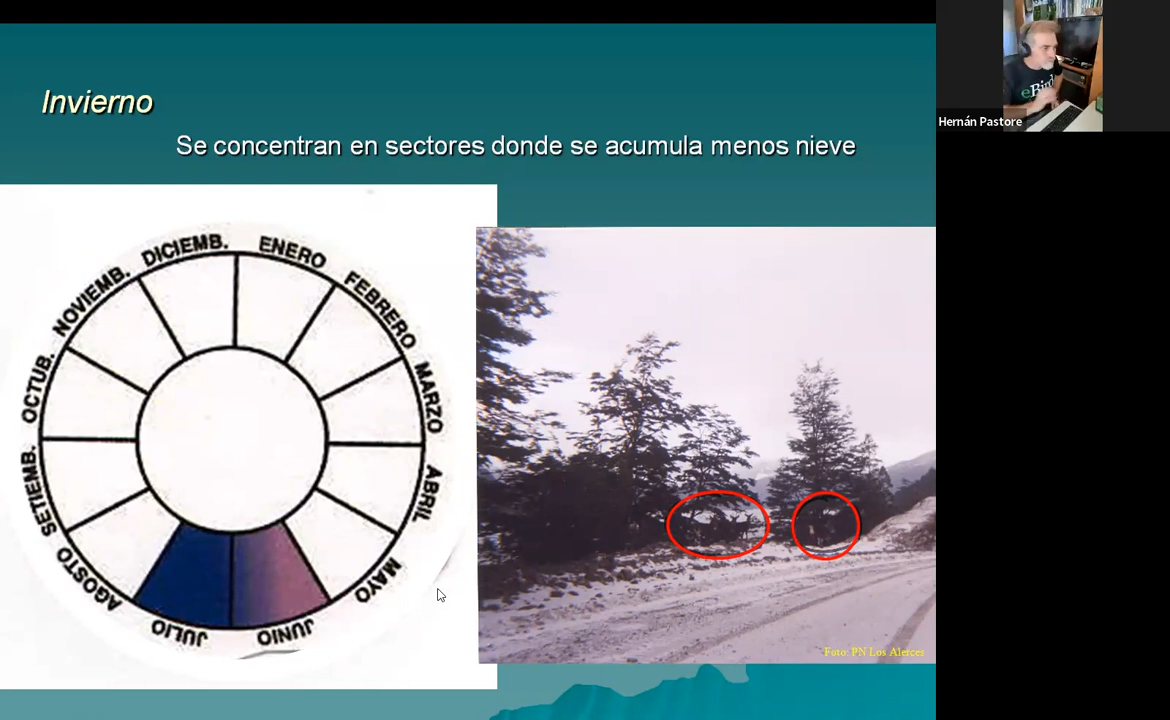 Invierno
Se concentran en sectores donde se acumula menos nieve
ENERO
FEBRERO
MARZO
ABRIL
MAYO
JUNIO
JULIO
AGOSTO
SETIEMB.
OCTUB.
NOVIEMB.
DICIEMB.
Foto: PN Los Alerces
Hernán Pastore
eBird